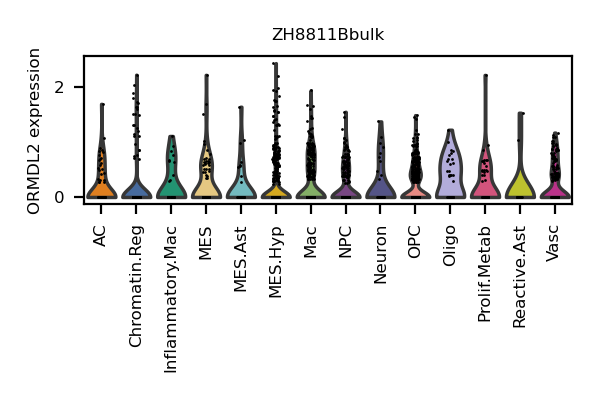 ZH8811Bbulk
ORMDL2 expression
2
0
AC
Chromatin.Reg
Inflammatory.Mac
MES
MES.Ast
MES.Hyp
Mac
NPC
Neuron
OPC
Oligo
Prolif.Metab
Reactive.Ast
Vasc